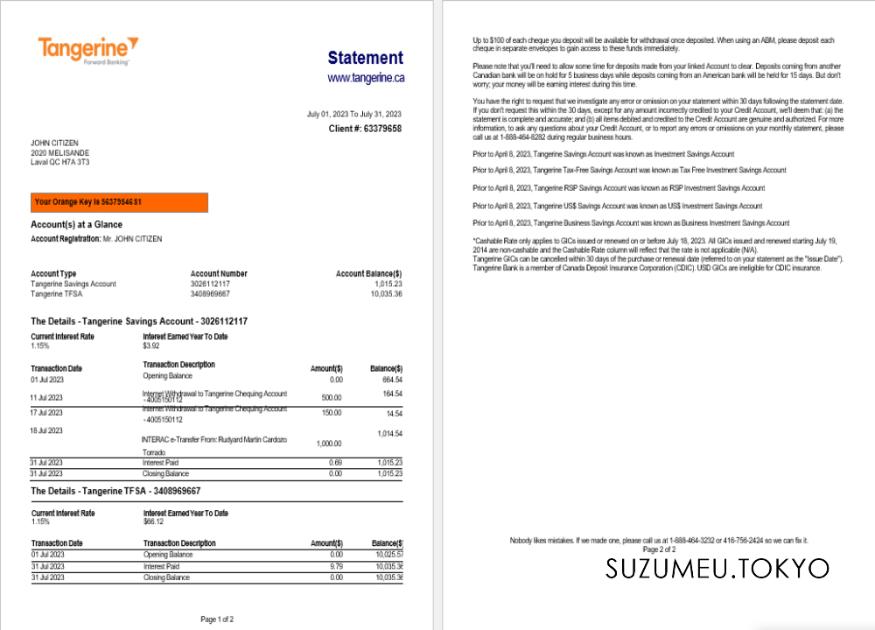 Tangerine
Forward Banking
Statement
www.tangerine.ca
July 01, 2023 To July 31, 2023
Client #: 63379658
JOHN CITIZEN
2020 MELISANDE
Laval QC H7A 3T3
Your Orange Key Is 5637954681
Account(s) at a Glance
Account Registration: Mr. JOHN CITIZEN
Account Type Account Number Account Balance($)
Tangerine Savings Account 3026112117 1,015.23
Tangerine TFSA 3408969667 10,035.36
The Details - Tangerine Savings Account - 3026112117
Current Interest Rate Interest Earned Year To Date
1.15% $3.92
Transaction Date Transaction Description Amount($) Balance($)
01 Jul 2023 Opening Balance 0.00 664.54
11 Jul 2023 Internet Withdrawal to Tangerine Chequing Account 500.00 164.54
- 4005150112
17 Jul 2023 Internet Withdrawal to Tangerine Chequing Account 150.00 14.54
- 4005150112
18 Jul 2023 INTERAC e-Transfer From: Rudyard Martin Cardozo 1,000.00 1,014.54
Torrado
31 Jul 2023 Interest Paid 0.69 1,015.23
31 Jul 2023 Closing Balance 0.00 1,015.23
The Details - Tangerine TFSA - 3408969667
Current Interest Rate Interest Earned Year To Date
1.15% $66.12
Transaction Date Transaction Description Amount($) Balance($)
01 Jul 2023 Opening Balance 0.00 10,025.57
31 Jul 2023 Interest Paid 9.79 10,035.36
31 Jul 2023 Closing Balance 0.00 10,035.36
Page 1 of 2
Up to $100 of each cheque you deposit will be available for withdrawal once deposited. When using an ABM, please deposit each
cheque in separate envelopes to gain access to these funds immediately.
Please note that you'll need to allow some time for deposits made from your linked Account to clear. Deposits coming from another
Canadian bank will be on hold for 5 business days while deposits coming from an American bank will be held for 15 days. But don't
worry; your money will be earning interest during this time.
You have the right to request that we investigate any error or omission on your statement within 30 days following the statement date.
If you don't request this within the 30 days, except for any amount incorrectly credited to your Credit Account, we'll deem that: (a) the
statement is complete and accurate; and (b) all items debited and credited to the Credit Account are genuine and authorized. For more
information, to ask any questions about your Credit Account, or to report any errors or omissions on your monthly statement, please
call us at 1-888-464-8282 during regular business hours.
Prior to April 8, 2023, Tangerine Savings Account was known as Investment Savings Account
Prior to April 8, 2023, Tangerine Tax-Free Savings Account was known as Tax Free Investment Savings Account
Prior to April 8, 2023, Tangerine RSP Savings Account was known as RSP Investment Savings Account
Prior to April 8, 2023, Tangerine US$ Savings Account was known as US$ Investment Savings Account
Prior to April 8, 2023, Tangerine Business Savings Account was known as Business Investment Savings Account
*Cashable Rate only applies to GICs issued or renewed on or before July 18, 2023. All GICs issued and renewed starting July 19,
2014 are non-cashable and the Cashable Rate column will reflect that the rate is not applicable (N/A).
Tangerine GICs can be cancelled within 30 days of the purchase or renewal date (referred to on your statement as the "Issue Date").
Tangerine Bank is a member of Canada Deposit Insurance Corporation (CDIC). USD GICs are ineligible for CDIC insurance.
Nobody likes mistakes. If we made one, please call us at 1-888-464-3232 or 416-756-2424 so we can fix it.
Page 2 of 2
SUZUMEU.TOKYO